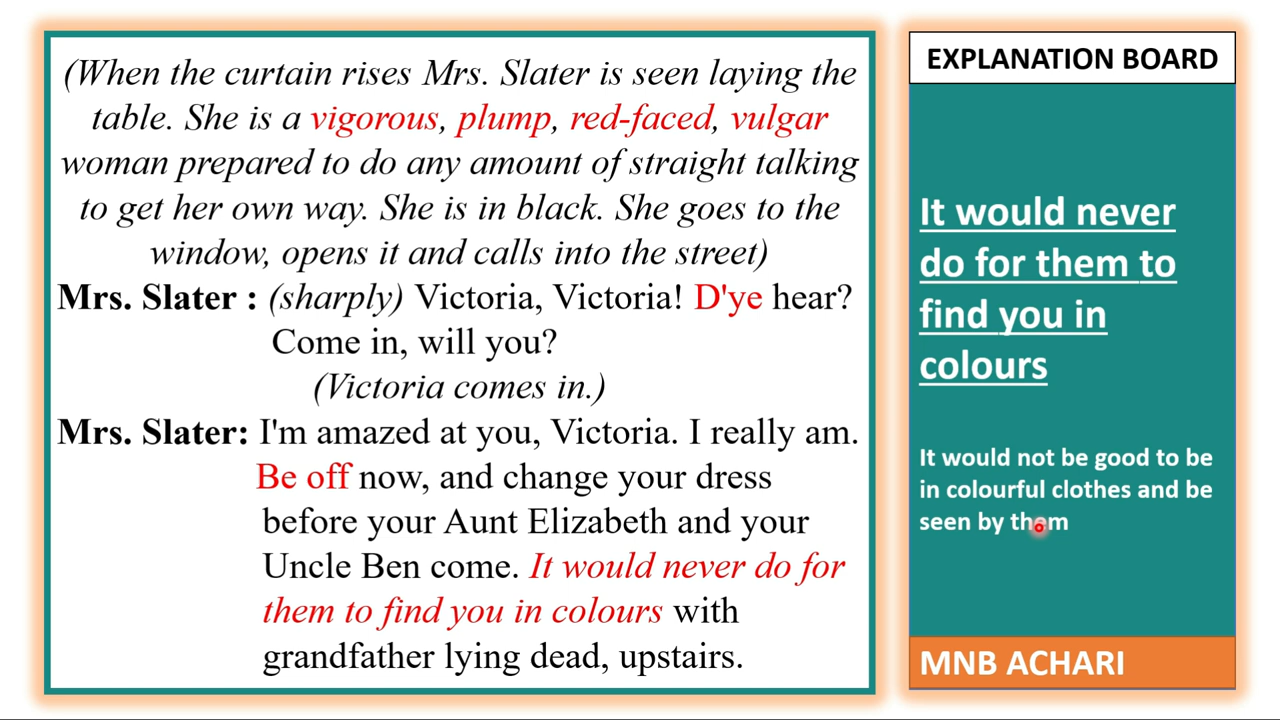 (When the curtain rises Mrs. Slater is seen laying the
table. She is a vigorous, plump, red-faced, vulgar
woman prepared to do any amount of straight talking
to get her own way. She is in black. She goes to the
window, opens it and calls into the street)
Mrs. Slater : (sharply) Victoria, Victoria! D'ye hear?
Come in, will you?
(Victoria comes in.)
Mrs. Slater: I'm amazed at you, Victoria. I really am.
Be off now, and change your dress
before your Aunt Elizabeth and your
Uncle Ben come. It would never do for
them to find you in colours with
grandfather lying dead, upstairs.
EXPLANATION BOARD
It would never
do for them to
find you in
colours
It would not be good to be
in colourful clothes and be
seen by them
MNB ACHARI